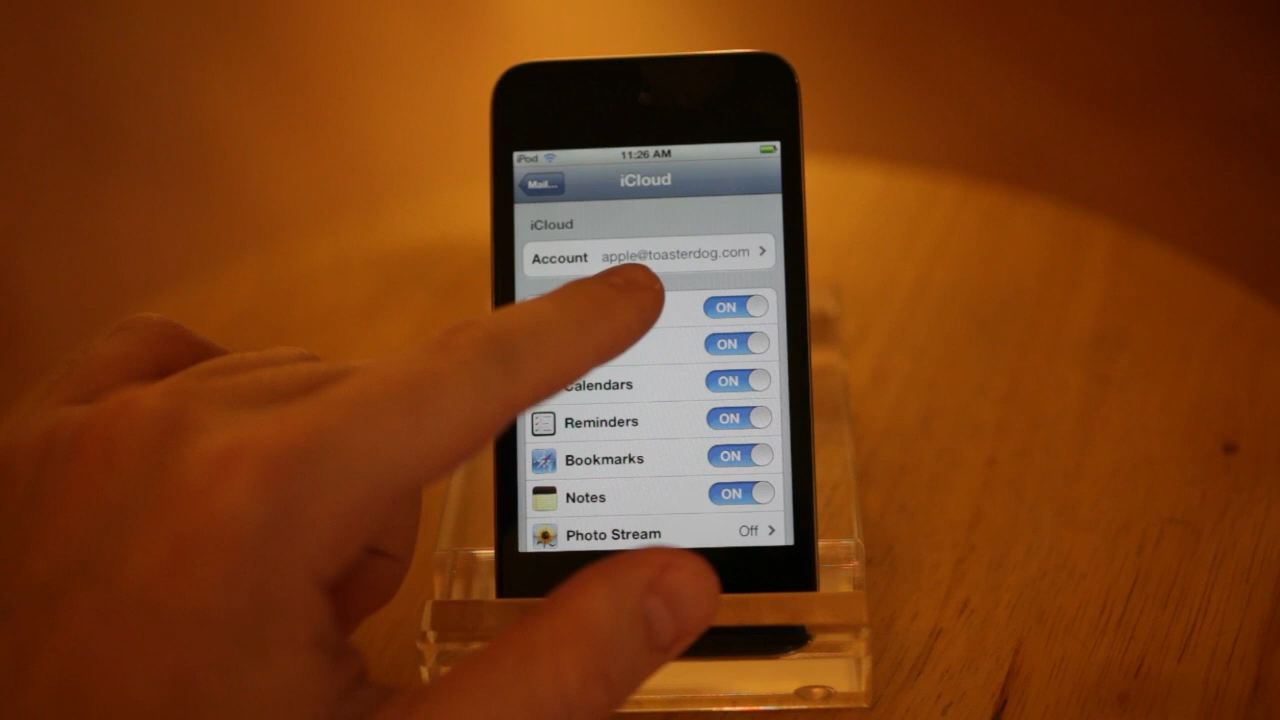 iPod 11:26 AM
Mail... iCloud
iCloud
Account apple@toasterdog.com
ON
ON
Calendars ON
Reminders ON
Bookmarks ON
Notes ON
Photo Stream Off